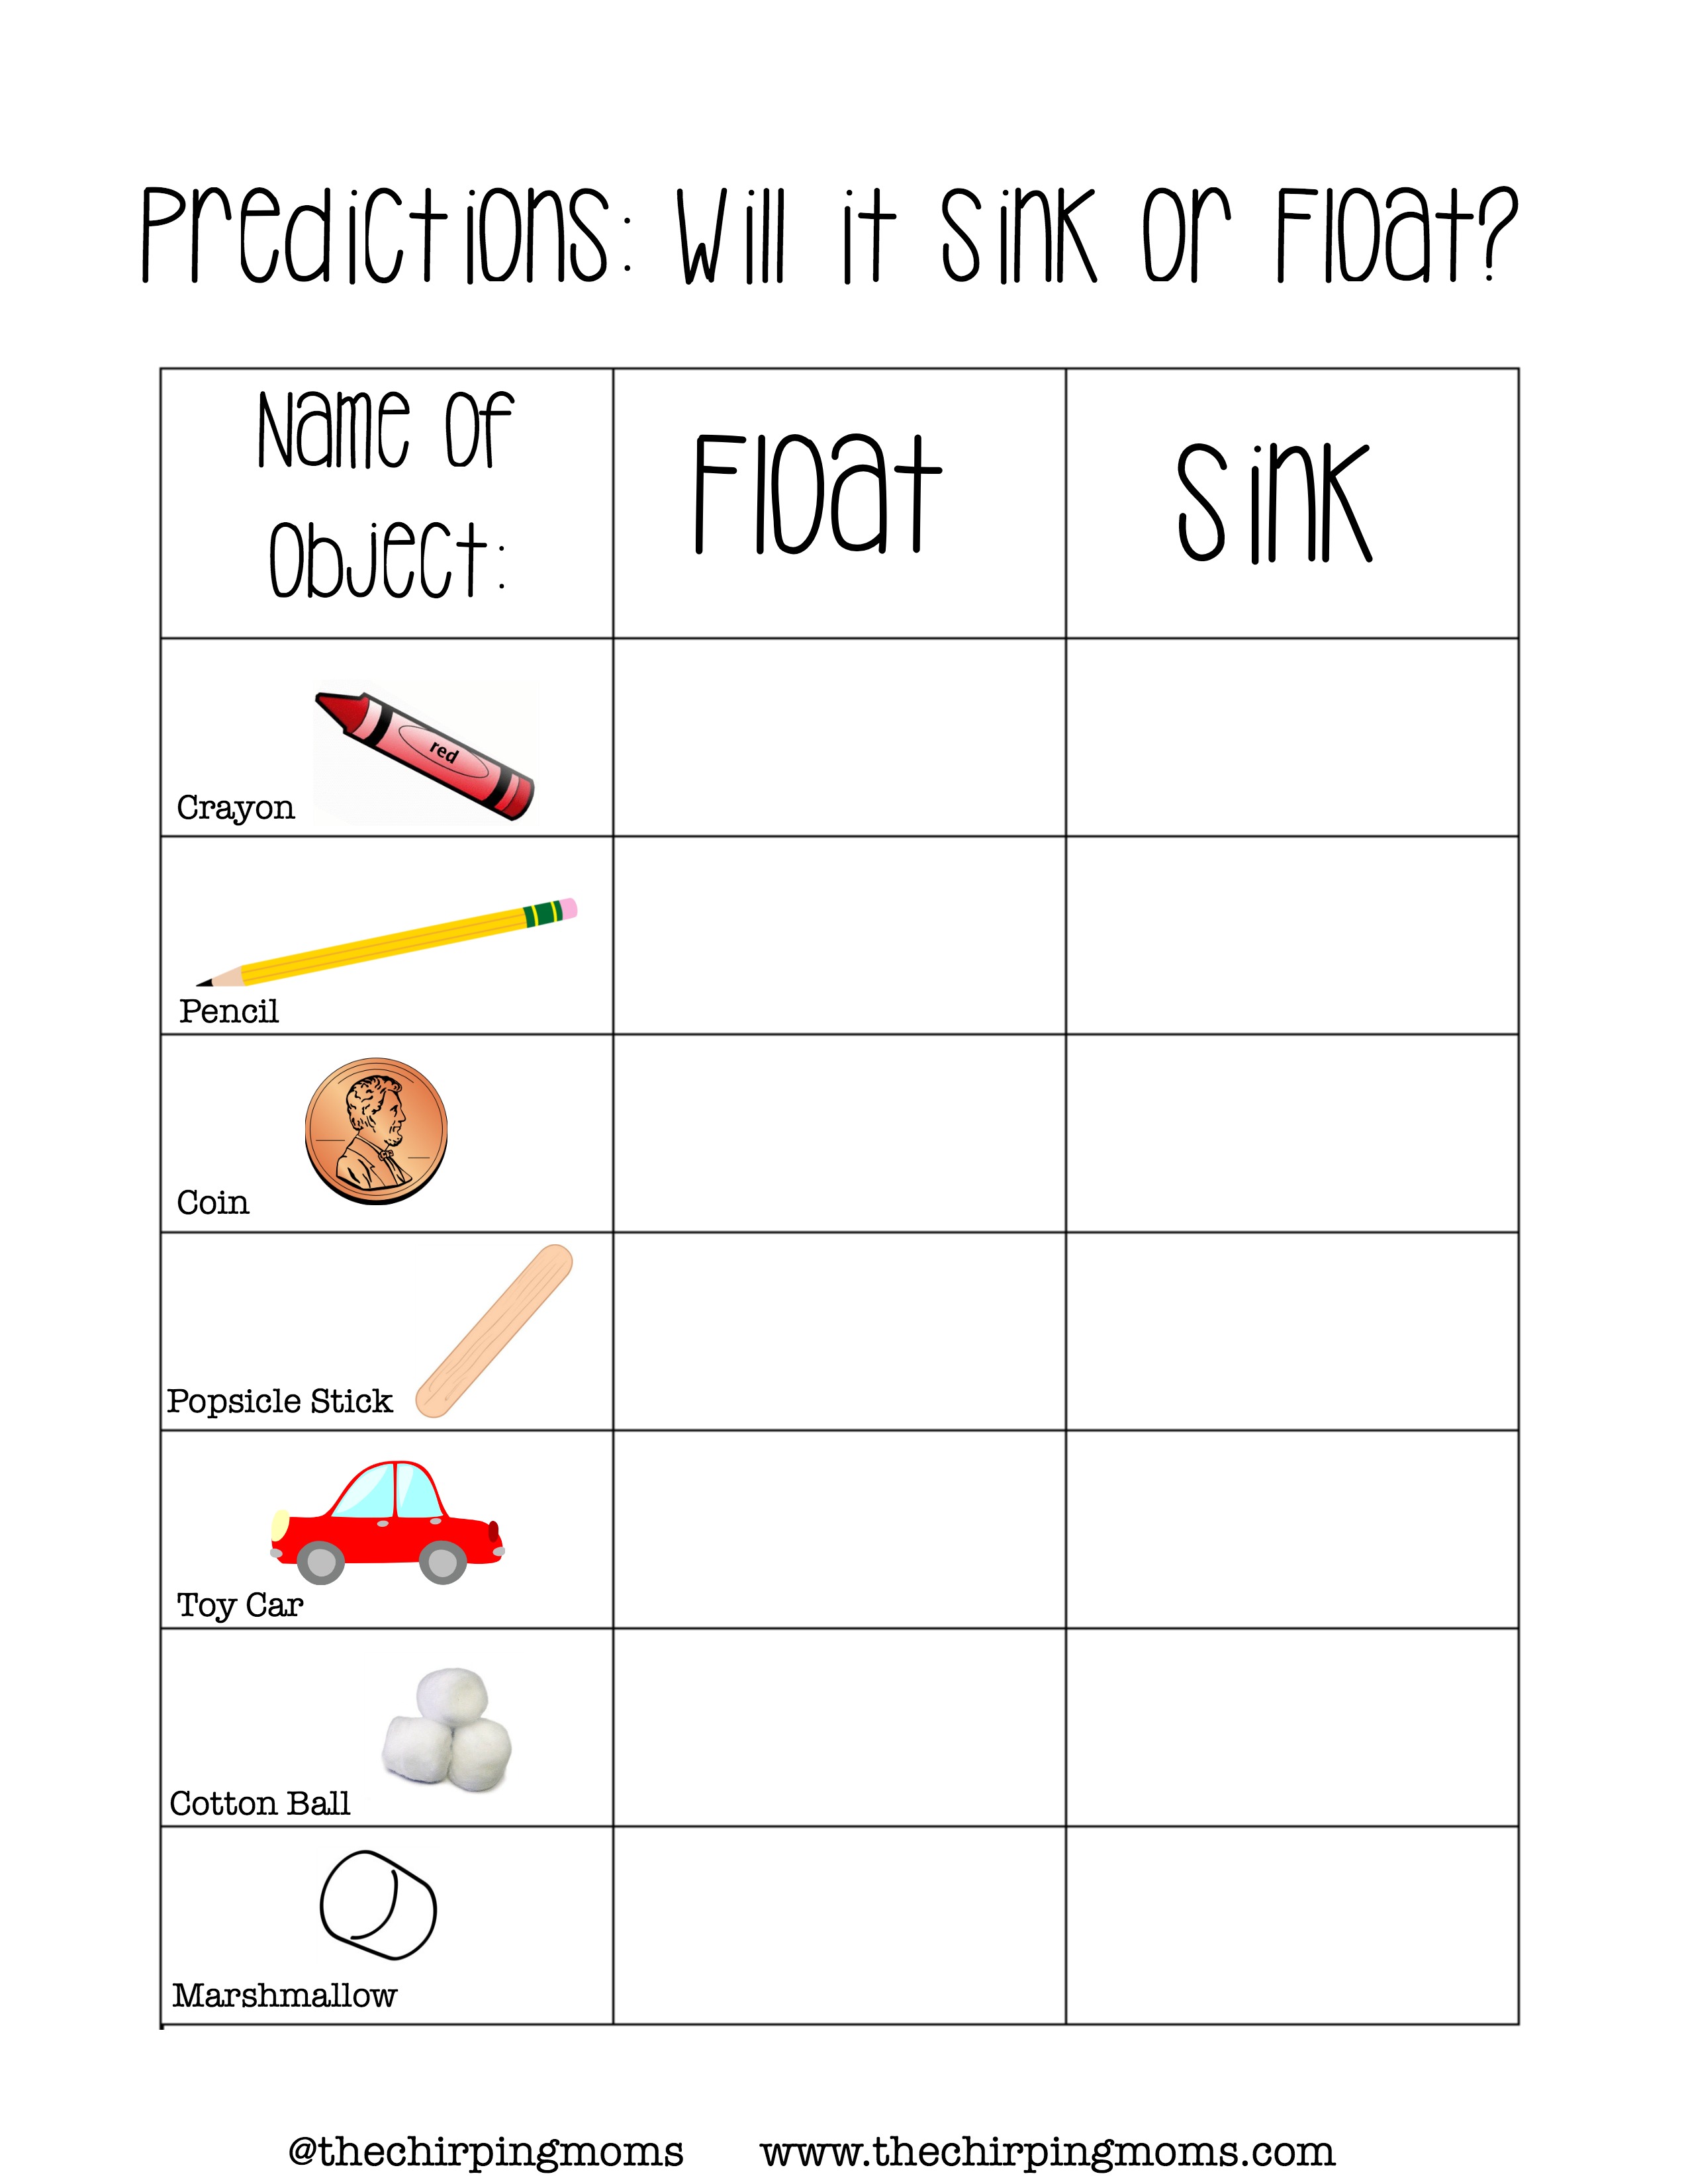 Predictions: Will it Sink or Float?
Name of Object:
Float
Sink
red
Crayon
Pencil
Coin
Popsicle Stick
Toy Car
Cotton Ball
Marshmallow
@thechirpingmoms www.thechirpingmoms.com